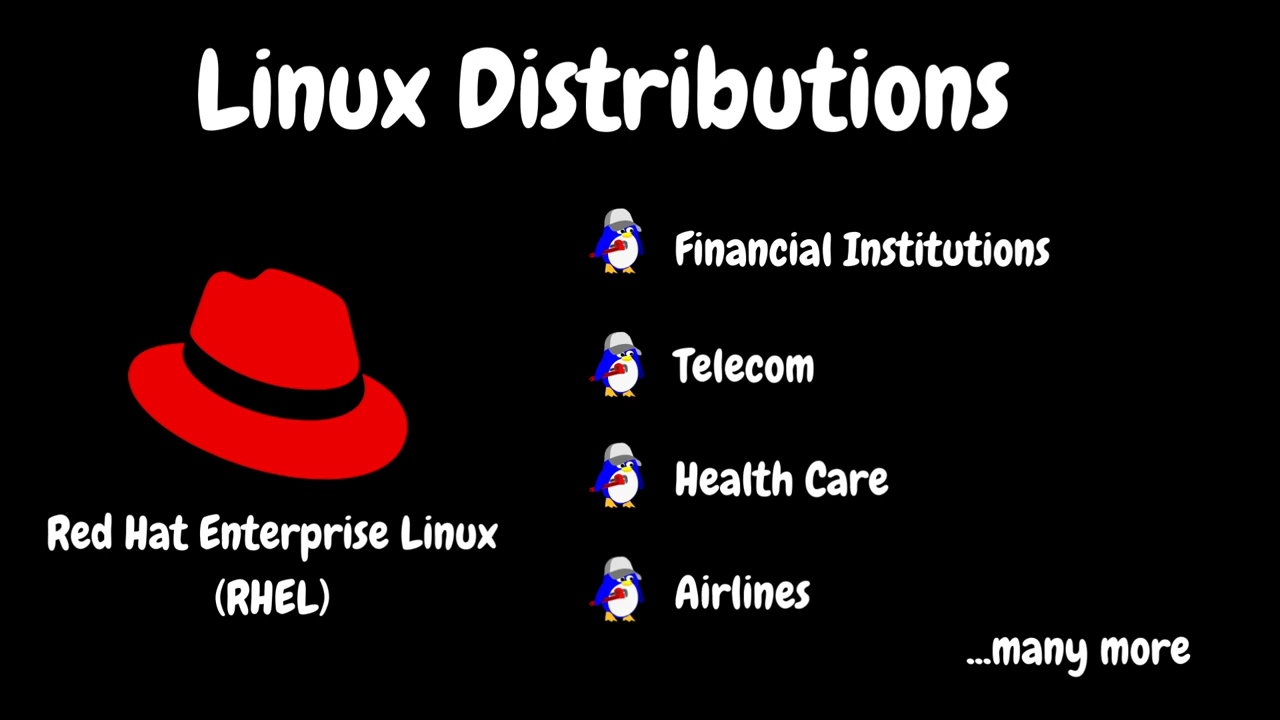 Linux Distributions
Financial Institutions
Telecom
Health Care
Airlines
Red Hat Enterprise Linux
(RHEL)
...many more